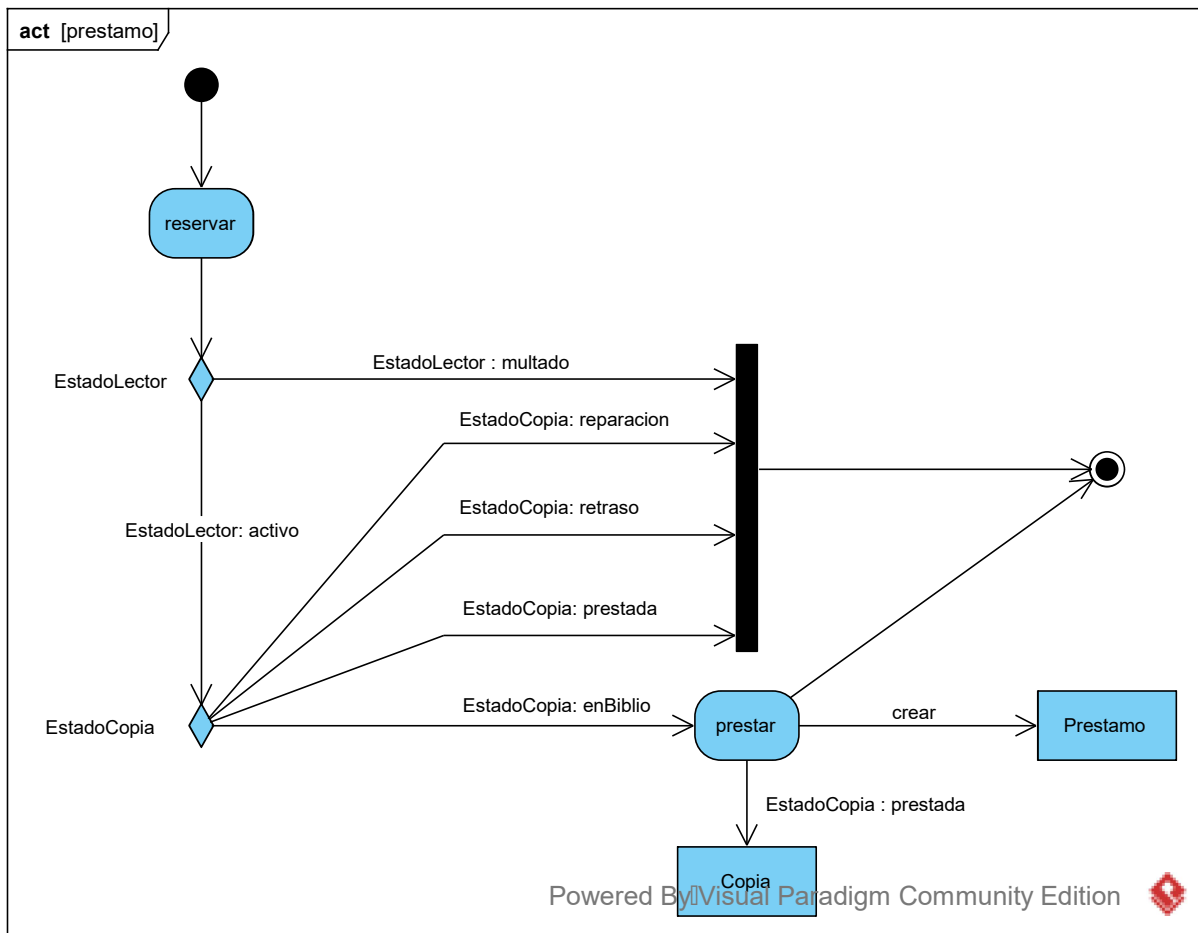 act [prestamo]
reservar
EstadoLector : multado
EstadoLector
EstadoCopia: reparacion
EstadoCopia: retraso
EstadoLector: activo
EstadoCopia: prestada
EstadoCopia: enBiblio
EstadoCopia
prestar
crear
Prestamo
EstadoCopia : prestada
Copia
Powered By Visual Paradigm Community Edition